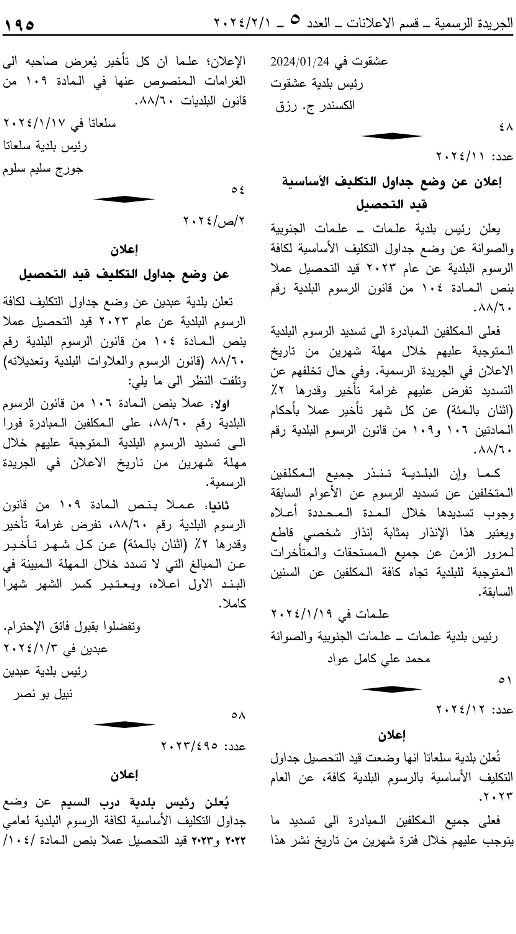 الجريدة الرسمية ـ قسم الاعلانات ـ العدد ٥ ـ ٢٠٢٤/٢/١
١٩٥
عشقوت في 2024/01/24
رئيس بلدية عشقوت
الكسندر ج. رزق
٤٨
عدد: ٢٠٢٤/١١
إعلان عن وضع جداول التكليف الأساسية
قيد التحصيل
يعلن رئيس بلدية علمات ـ علمات الجنوبية
والصوانة عن وضع جداول التكليف الأساسية لكافة
الرسوم البلدية عن عام ٢٠٢٣ قيد التحصيل عملا
بنص المادة ١٠٤ من قانون الرسوم البلدية رقم
٨٨/٦٠.
فعلى المكلفين المبادرة الى تسديد الرسوم البلدية
المتوجبة عليهم خلال مهلة شهرين من تاريخ
الاعلان في الجريدة الرسمية. وفي حال تخلفهم عن
التسديد تفرض عليهم غرامة تأخير وقدرها ٢٪
(اثنان بالمئة) عن كل شهر تأخير عملا بأحكام
المادتين ١٠٦ و١٠٩ من قانون الرسوم البلدية رقم
٨٨/٦٠.
كما وإن البلدية تنذر جميع المكلفين
المتخلفين عن تسديد الرسوم عن الأعوام السابقة
وجوب تسديدها خلال المدة المحددة أعلاه
ويعتبر هذا الإنذار بمثابة إنذار شخصي قاطع
لمرور الزمن عن جميع المستحقات والمتأخرات
المتوجبة للبلدية تجاه كافة المكلفين عن السنين
السابقة.
علمات في ٢٠٢٤/١/١٩
رئيس بلدية علمات ـ علمات الجنوبية والصوانة
محمد علي كامل عواد
٥١
عدد: ٢٠٢٤/١٢
إعلان
تُعلن بلدية سلعاتا انها وضعت قيد التحصيل جداول
التكليف الأساسية بالرسوم البلدية كافة، عن العام
٢٠٢٣.
فعلى جميع المكلفين المبادرة الى تسديد ما
يتوجب عليهم خلال فترة شهرين من تاريخ نشر هذا
الإعلان؛ علما ان كل تأخير يُعرض صاحبه الى
الغرامات المنصوص عنها في المادة ١٠٩ من
قانون البلديات ٨٨/٦٠.
سلعاتا في ٢٠٢٤/١/١٧
رئيس بلدية سلعاتا
جورج سليم سلوم
٥٤
٢/ص/٢٠٢٤
إعلان
عن وضع جداول التكليف قيد التحصيل
تعلن بلدية عبدين عن وضع جداول التكليف لكافة
الرسوم البلدية عن عام ٢٠٢٣ قيد التحصيل عملا
بنص المادة ١٠٤ من قانون الرسوم البلدية رقم
٨٨/٦٠ (قانون الرسوم والعلاوات البلدية وتعديلاته)
وتلفت النظر الى ما يلي:
اولا: عملا بنص المادة ١٠٦ من قانون الرسوم
البلدية رقم ٨٨/٦٠، على المكلفين المبادرة فورا
الى تسديد الرسوم البلدية المتوجبة عليهم خلال
مهلة شهرين من تاريخ الاعلان في الجريدة
الرسمية.
ثانيا: عملا بنص المادة ١٠٩ من قانون
الرسوم البلدية رقم ٨٨/٦٠، تفرض غرامة تأخير
وقدرها ٢٪ (اثنان بالمئة) عن كل شهر تأخير
عن المبالغ التي لا تسدد خلال المهلة المبينة في
البند الاول اعلاه، ويعتبر كسر الشهر شهرا
كاملا.
وتفضلوا بقبول فائق الإحترام.
عبدين في ٢٠٢٤/١/٣
رئيس بلدية عبدين
نبيل بو نصر
٥٨
عدد: ٢٠٢٣/٤٩٥
إعلان
يُعلن رئيس بلدية درب السيم عن وضع
جداول التكليف الأساسية لكافة الرسوم البلدية لعامي
٢٠٢٢ و٢٠٢٣ قيد التحصيل عملا بنص المادة /١٠٤/